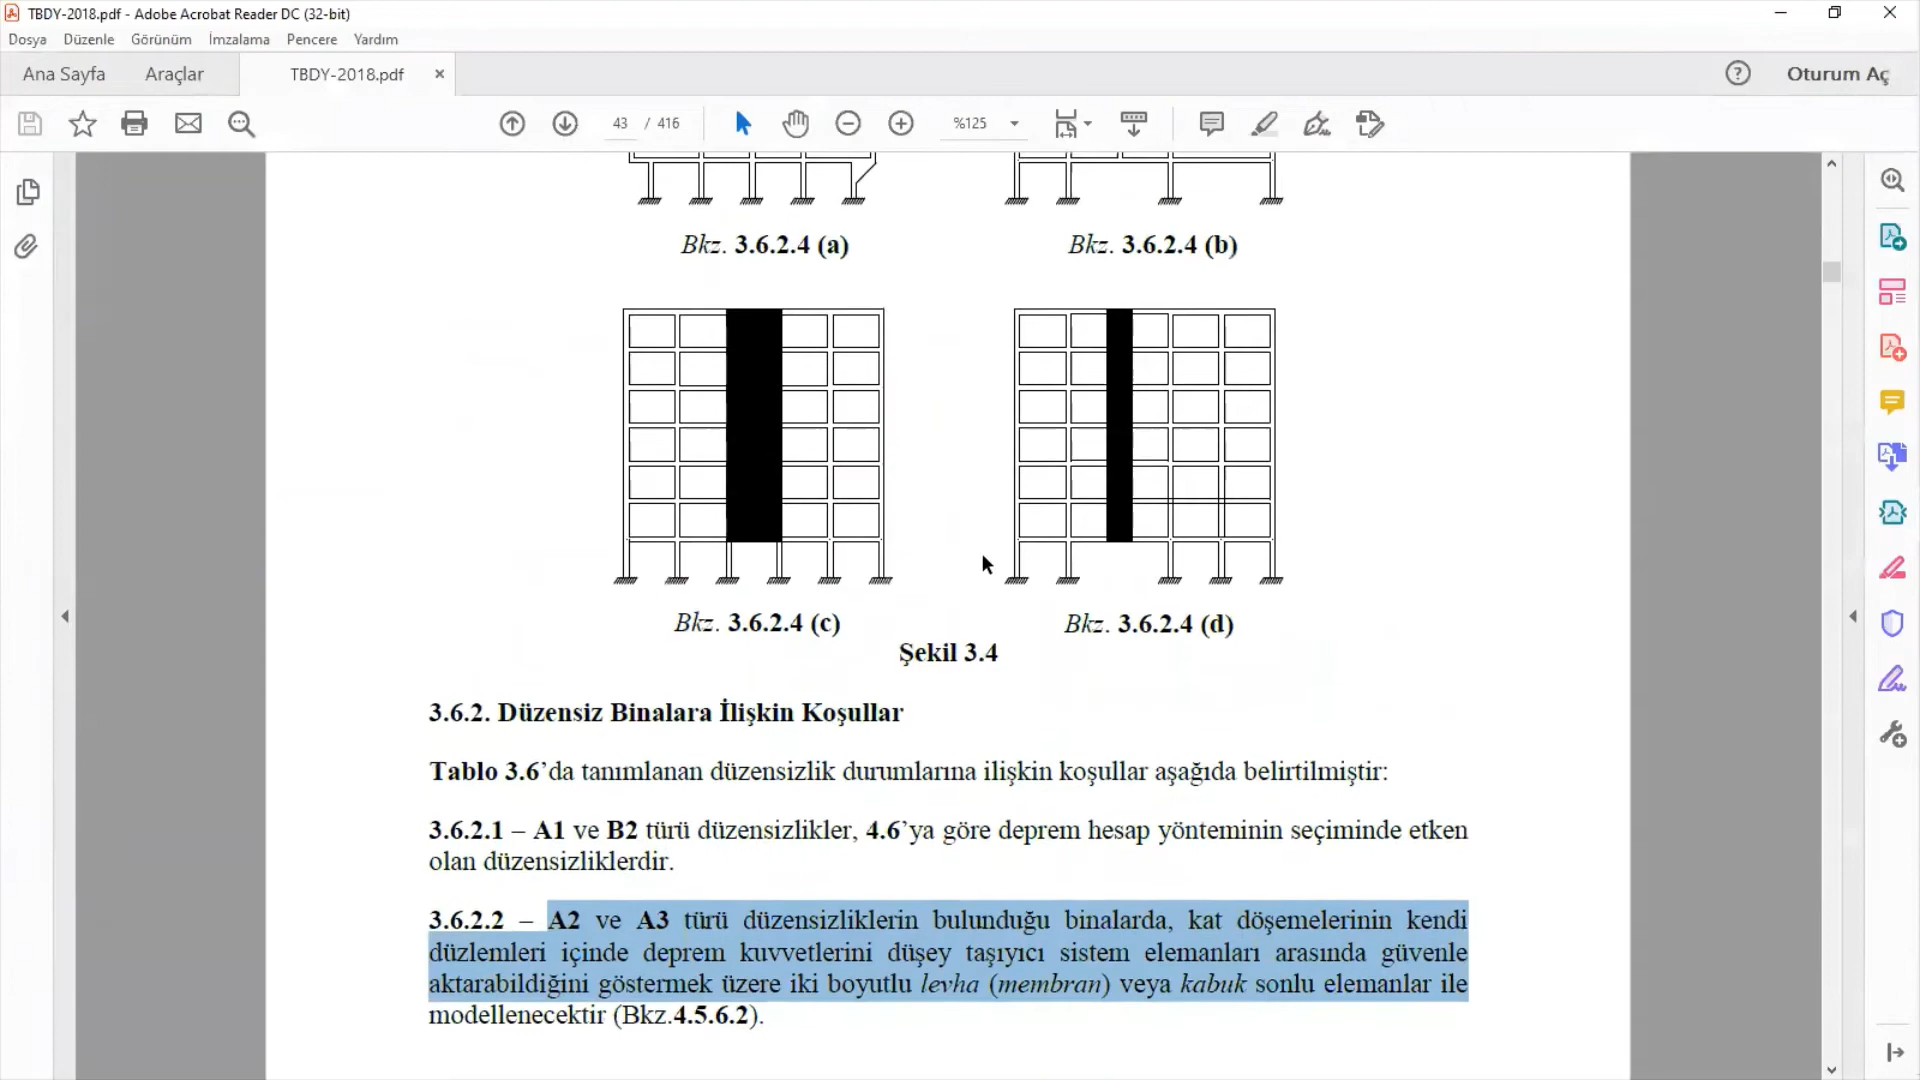 TBDY-2018.pdf - Adobe Acrobat Reader DC (32-bit)
Dosya Düzenle Görünüm İmzalama Pencere Yardım
Ana Sayfa Araçlar TBDY-2018.pdf × ? Oturum Aç
43 / 416 %125
Bkz. 3.6.2.4 (a) Bkz. 3.6.2.4 (b)
Bkz. 3.6.2.4 (c) Bkz. 3.6.2.4 (d)
Şekil 3.4
3.6.2. Düzensiz Binalara İlişkin Koşullar
Tablo 3.6’da tanımlanan düzensizlik durumlarına ilişkin koşullar aşağıda belirtilmiştir:
3.6.2.1 – A1 ve B2 türü düzensizlikler, 4.6’ya göre deprem hesap yönteminin seçiminde etken
olan düzensizliklerdir.
3.6.2.2 – A2 ve A3 türü düzensizliklerin bulunduğu binalarda, kat döşemelerinin kendi
düzlemleri içinde deprem kuvvetlerini düşey taşıyıcı sistem elemanları arasında güvenle
aktarabildiğini göstermek üzere iki boyutlu levha (membran) veya kabuk sonlu elemanlar ile
modellenecektir (Bkz.4.5.6.2).